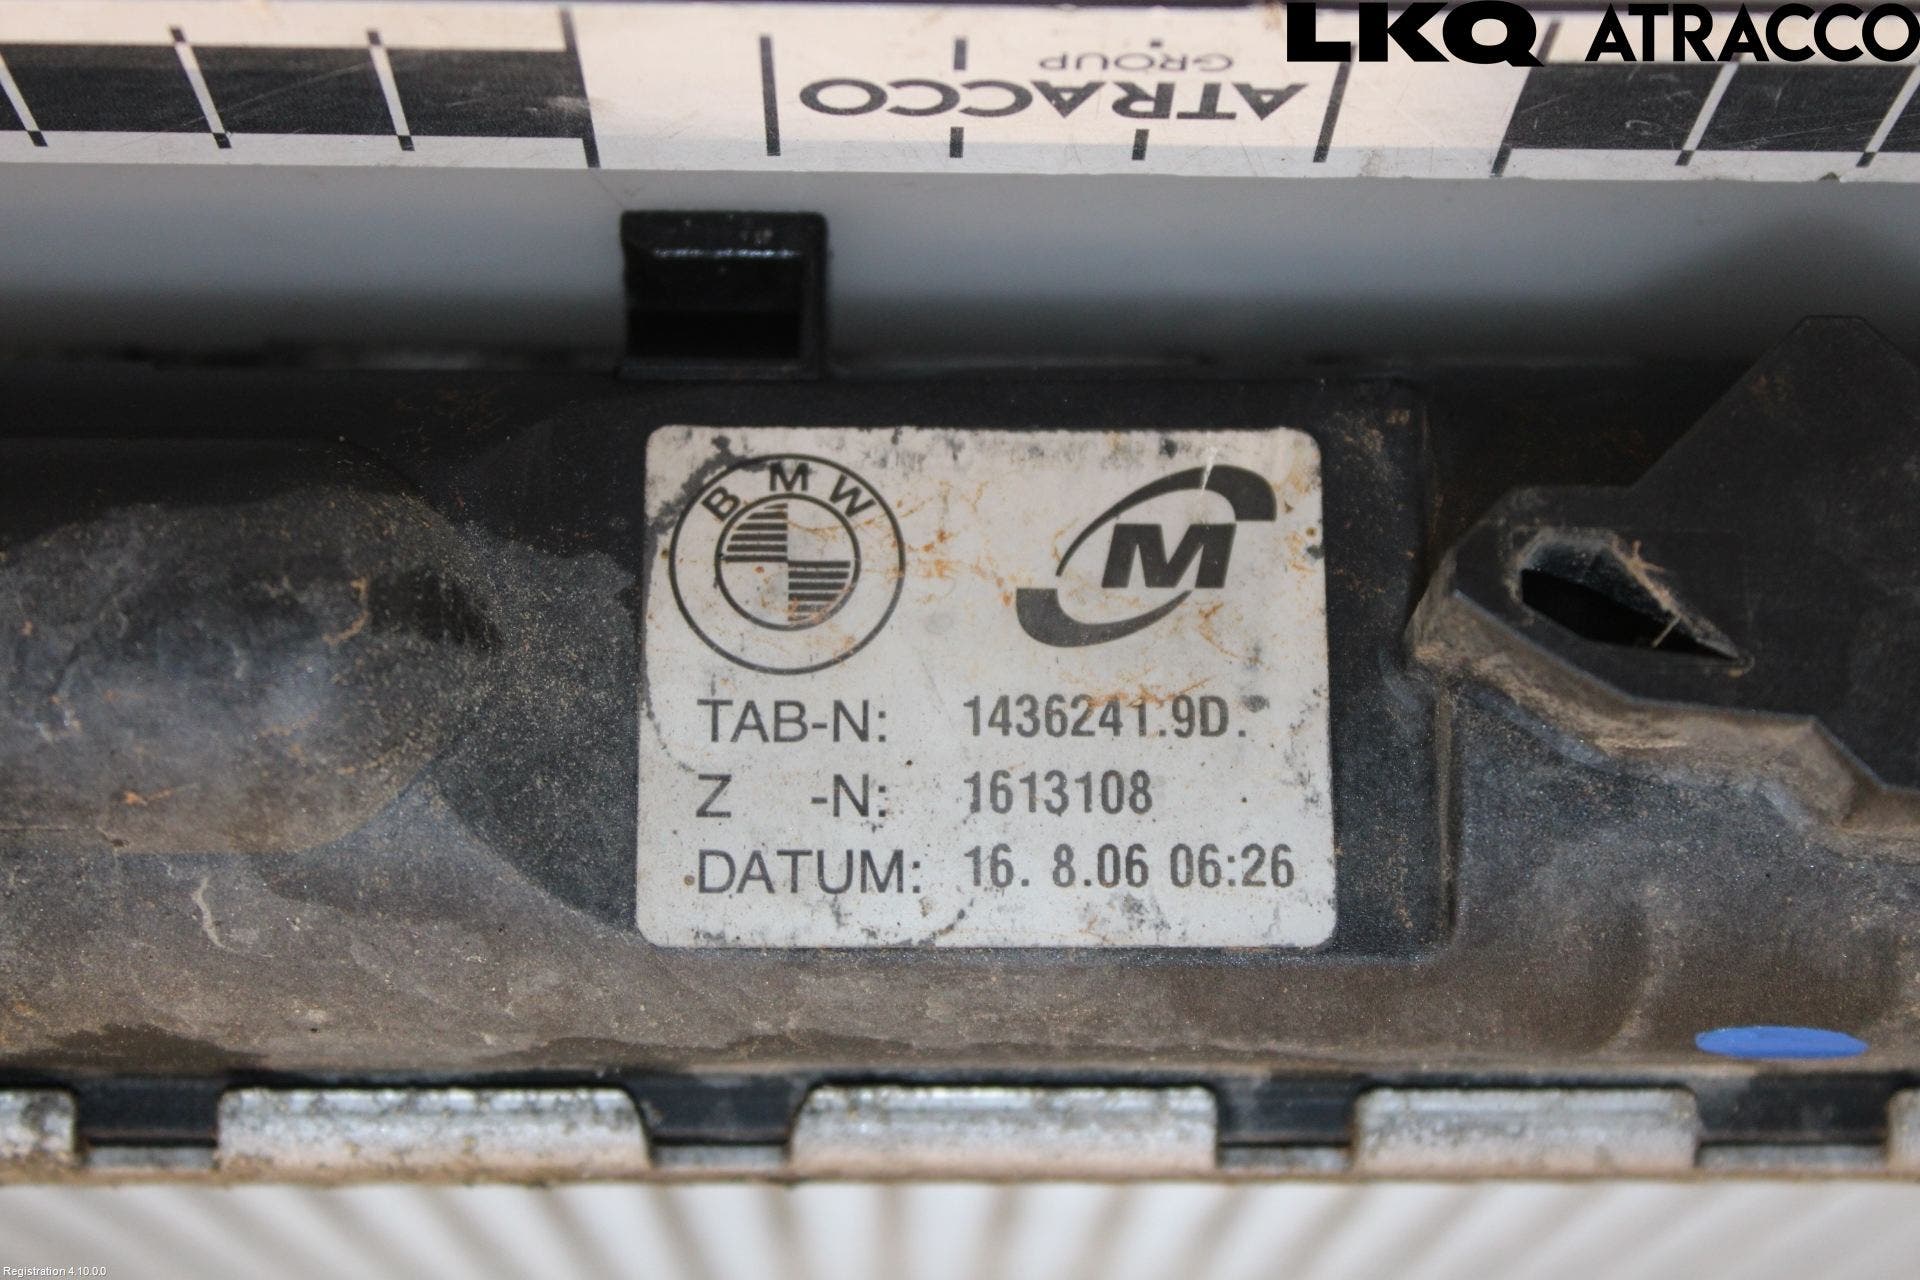 LKQ ATRACCO
ATRACCO
GROUP
BMW
M
TAB-N: 1436241.9D.
Z -N: 1613108
DATUM: 16. 8.06 06:26
Registration 4.10.0.0